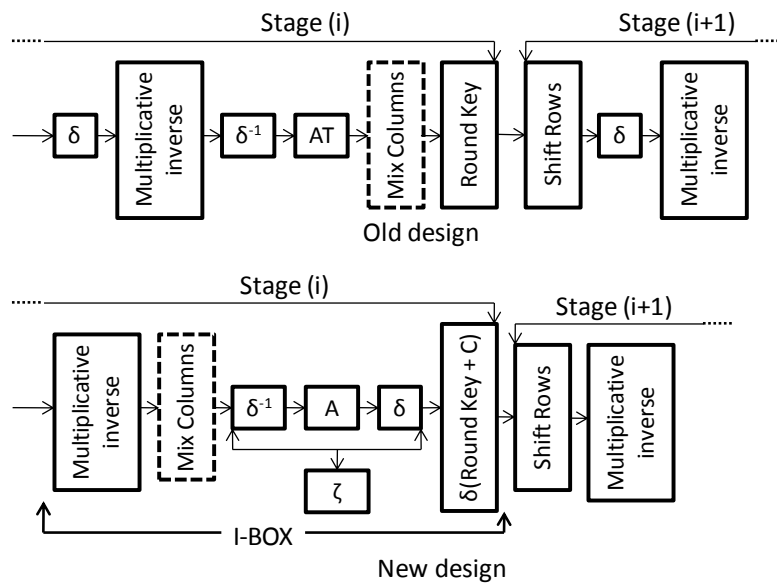 Stage (i)
Stage (i+1)
δ
Multiplicative
inverse
δ-1
AT
Mix Columns
Round Key
Shift Rows
δ
Multiplicative
inverse
Old design
Stage (i)
Stage (i+1)
Multiplicative
inverse
Mix Columns
δ-1
A
δ
δ(Round Key + C)
Shift Rows
Multiplicative
inverse
ζ
I-BOX
New design